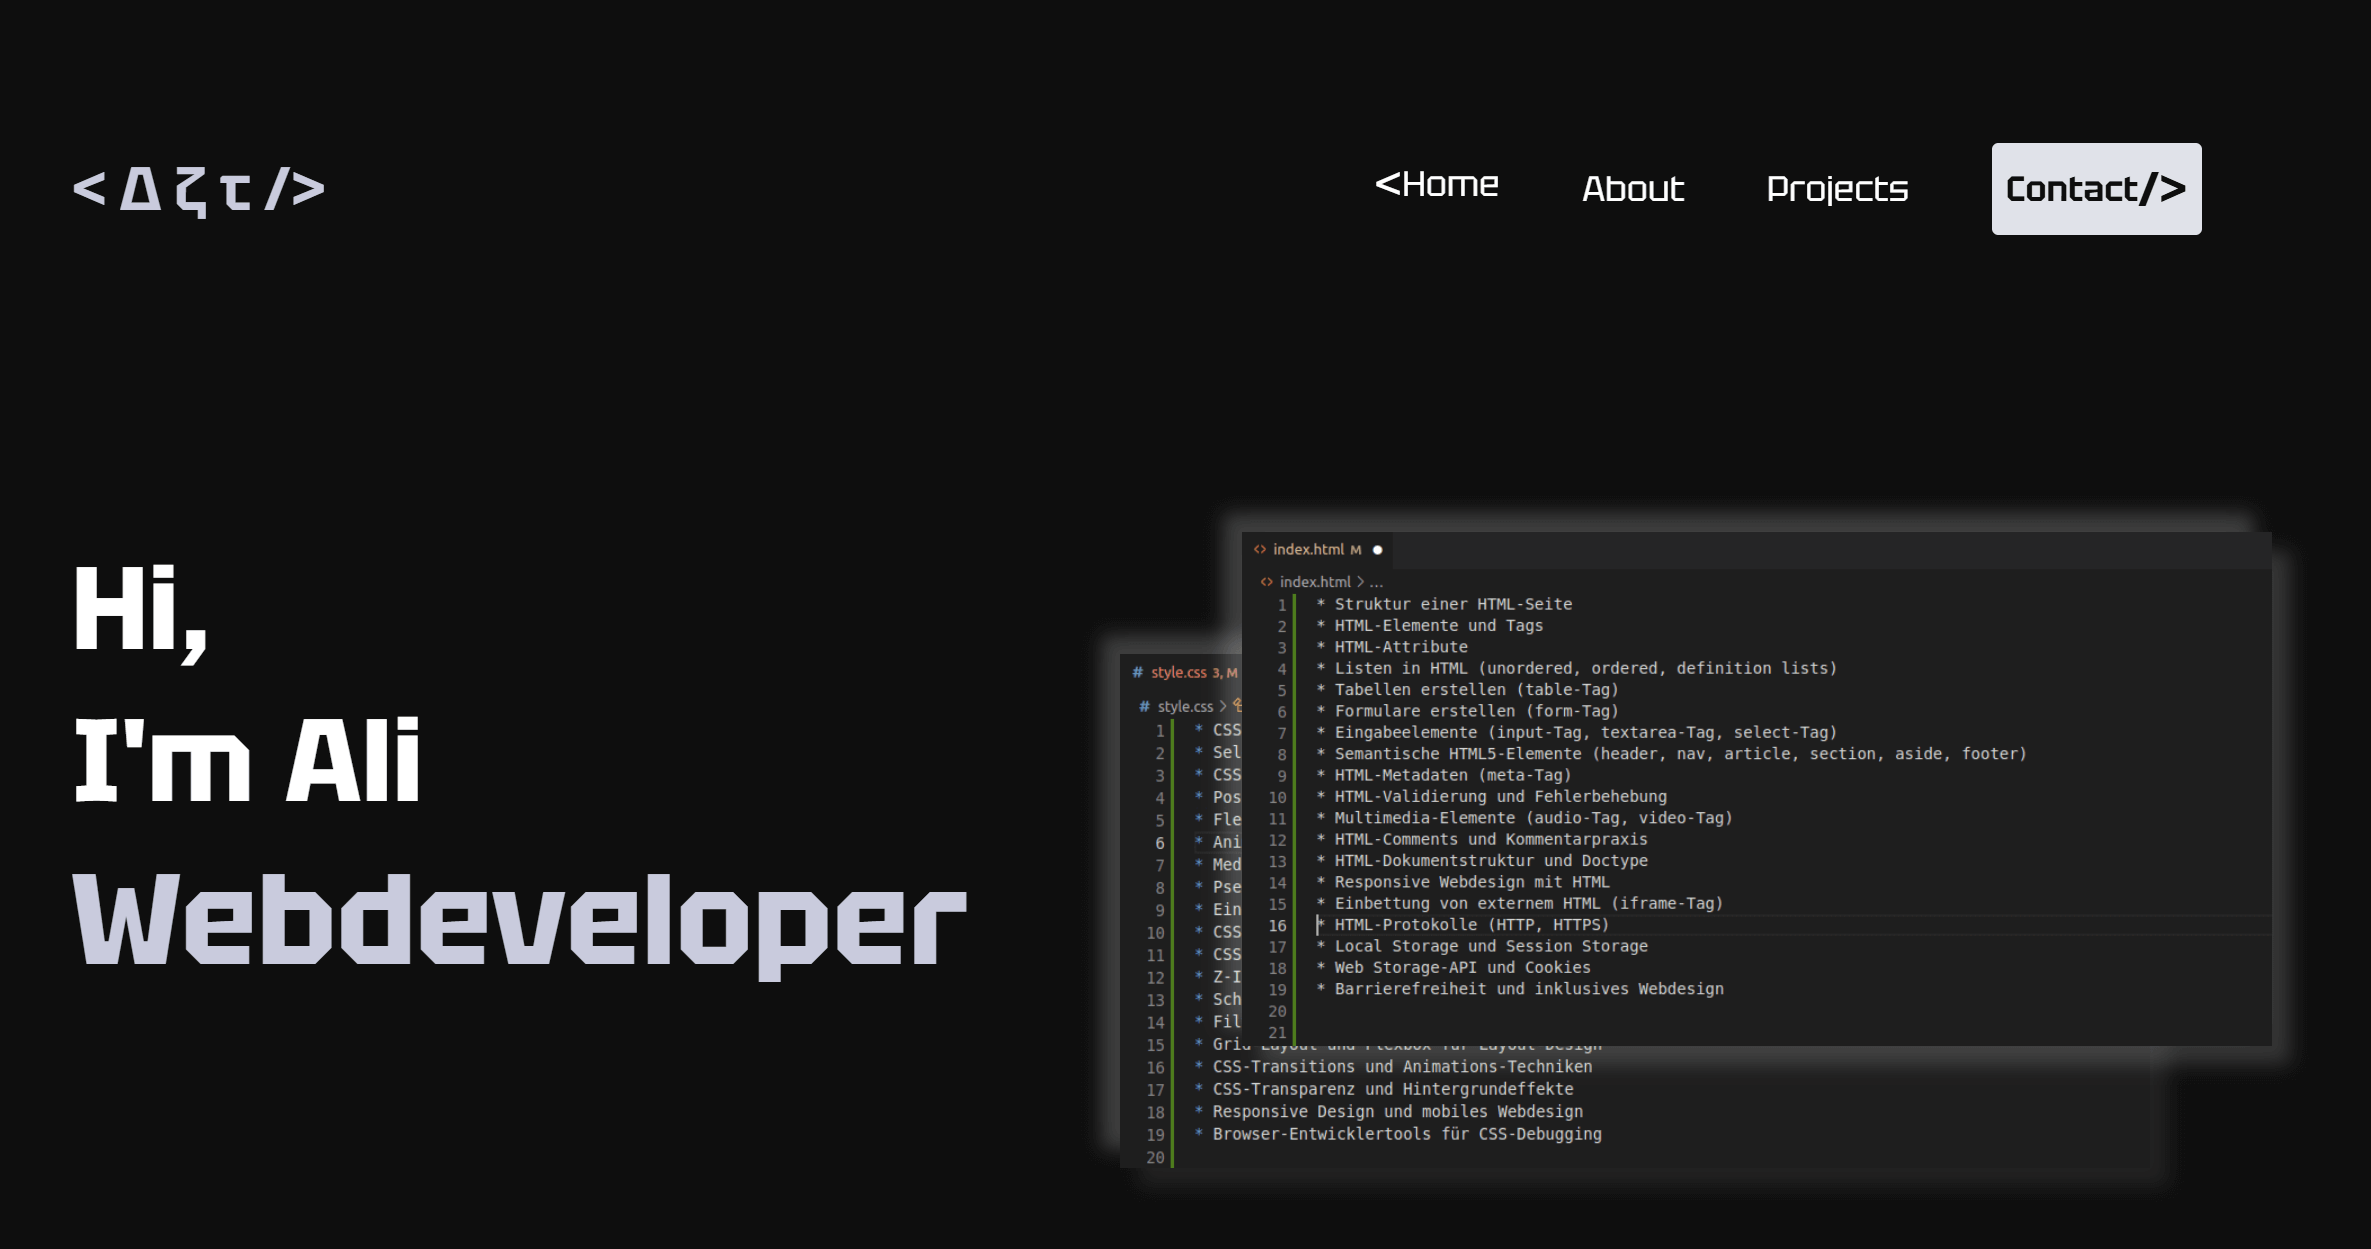 < Δ ζ τ />
<Home
About
Projects
Contact/>
Hi,
I'm Ali
Webdeveloper
<> index.html M ●
<> index.html > ...
1 * Struktur einer HTML-Seite
2 * HTML-Elemente und Tags
3 * HTML-Attribute
4 * Listen in HTML (unordered, ordered, definition lists)
5 * Tabellen erstellen (table-Tag)
6 * Formulare erstellen (form-Tag)
7 * Eingabeelemente (input-Tag, textarea-Tag, select-Tag)
8 * Semantische HTML5-Elemente (header, nav, article, section, aside, footer)
9 * HTML-Metadaten (meta-Tag)
10 * HTML-Validierung und Fehlerbehebung
11 * Multimedia-Elemente (audio-Tag, video-Tag)
12 * HTML-Comments und Kommentarpraxis
13 * HTML-Dokumentstruktur und Doctype
14 * Responsive Webdesign mit HTML
15 * Einbettung von externem HTML (iframe-Tag)
16 * HTML-Protokolle (HTTP, HTTPS)
17 * Local Storage und Session Storage
18 * Web Storage-API und Cookies
19 * Barrierefreiheit und inklusives Webdesign
20
21
# style.css 3, M
# style.css >
1 * CSS
2 * Sel
3 * CSS
4 * Pos
5 * Fle
6 * Ani
7 * Med
8 * Pse
9 * Ein
10 * CSS
11 * CSS
12 * Z-I
13 * Sch
14 * Fil
15 * Grid Layout und Flexbox für Layout-Design
16 * CSS-Transitions und Animations-Techniken
17 * CSS-Transparenz und Hintergrundeffekte
18 * Responsive Design und mobiles Webdesign
19 * Browser-Entwicklertools für CSS-Debugging
20